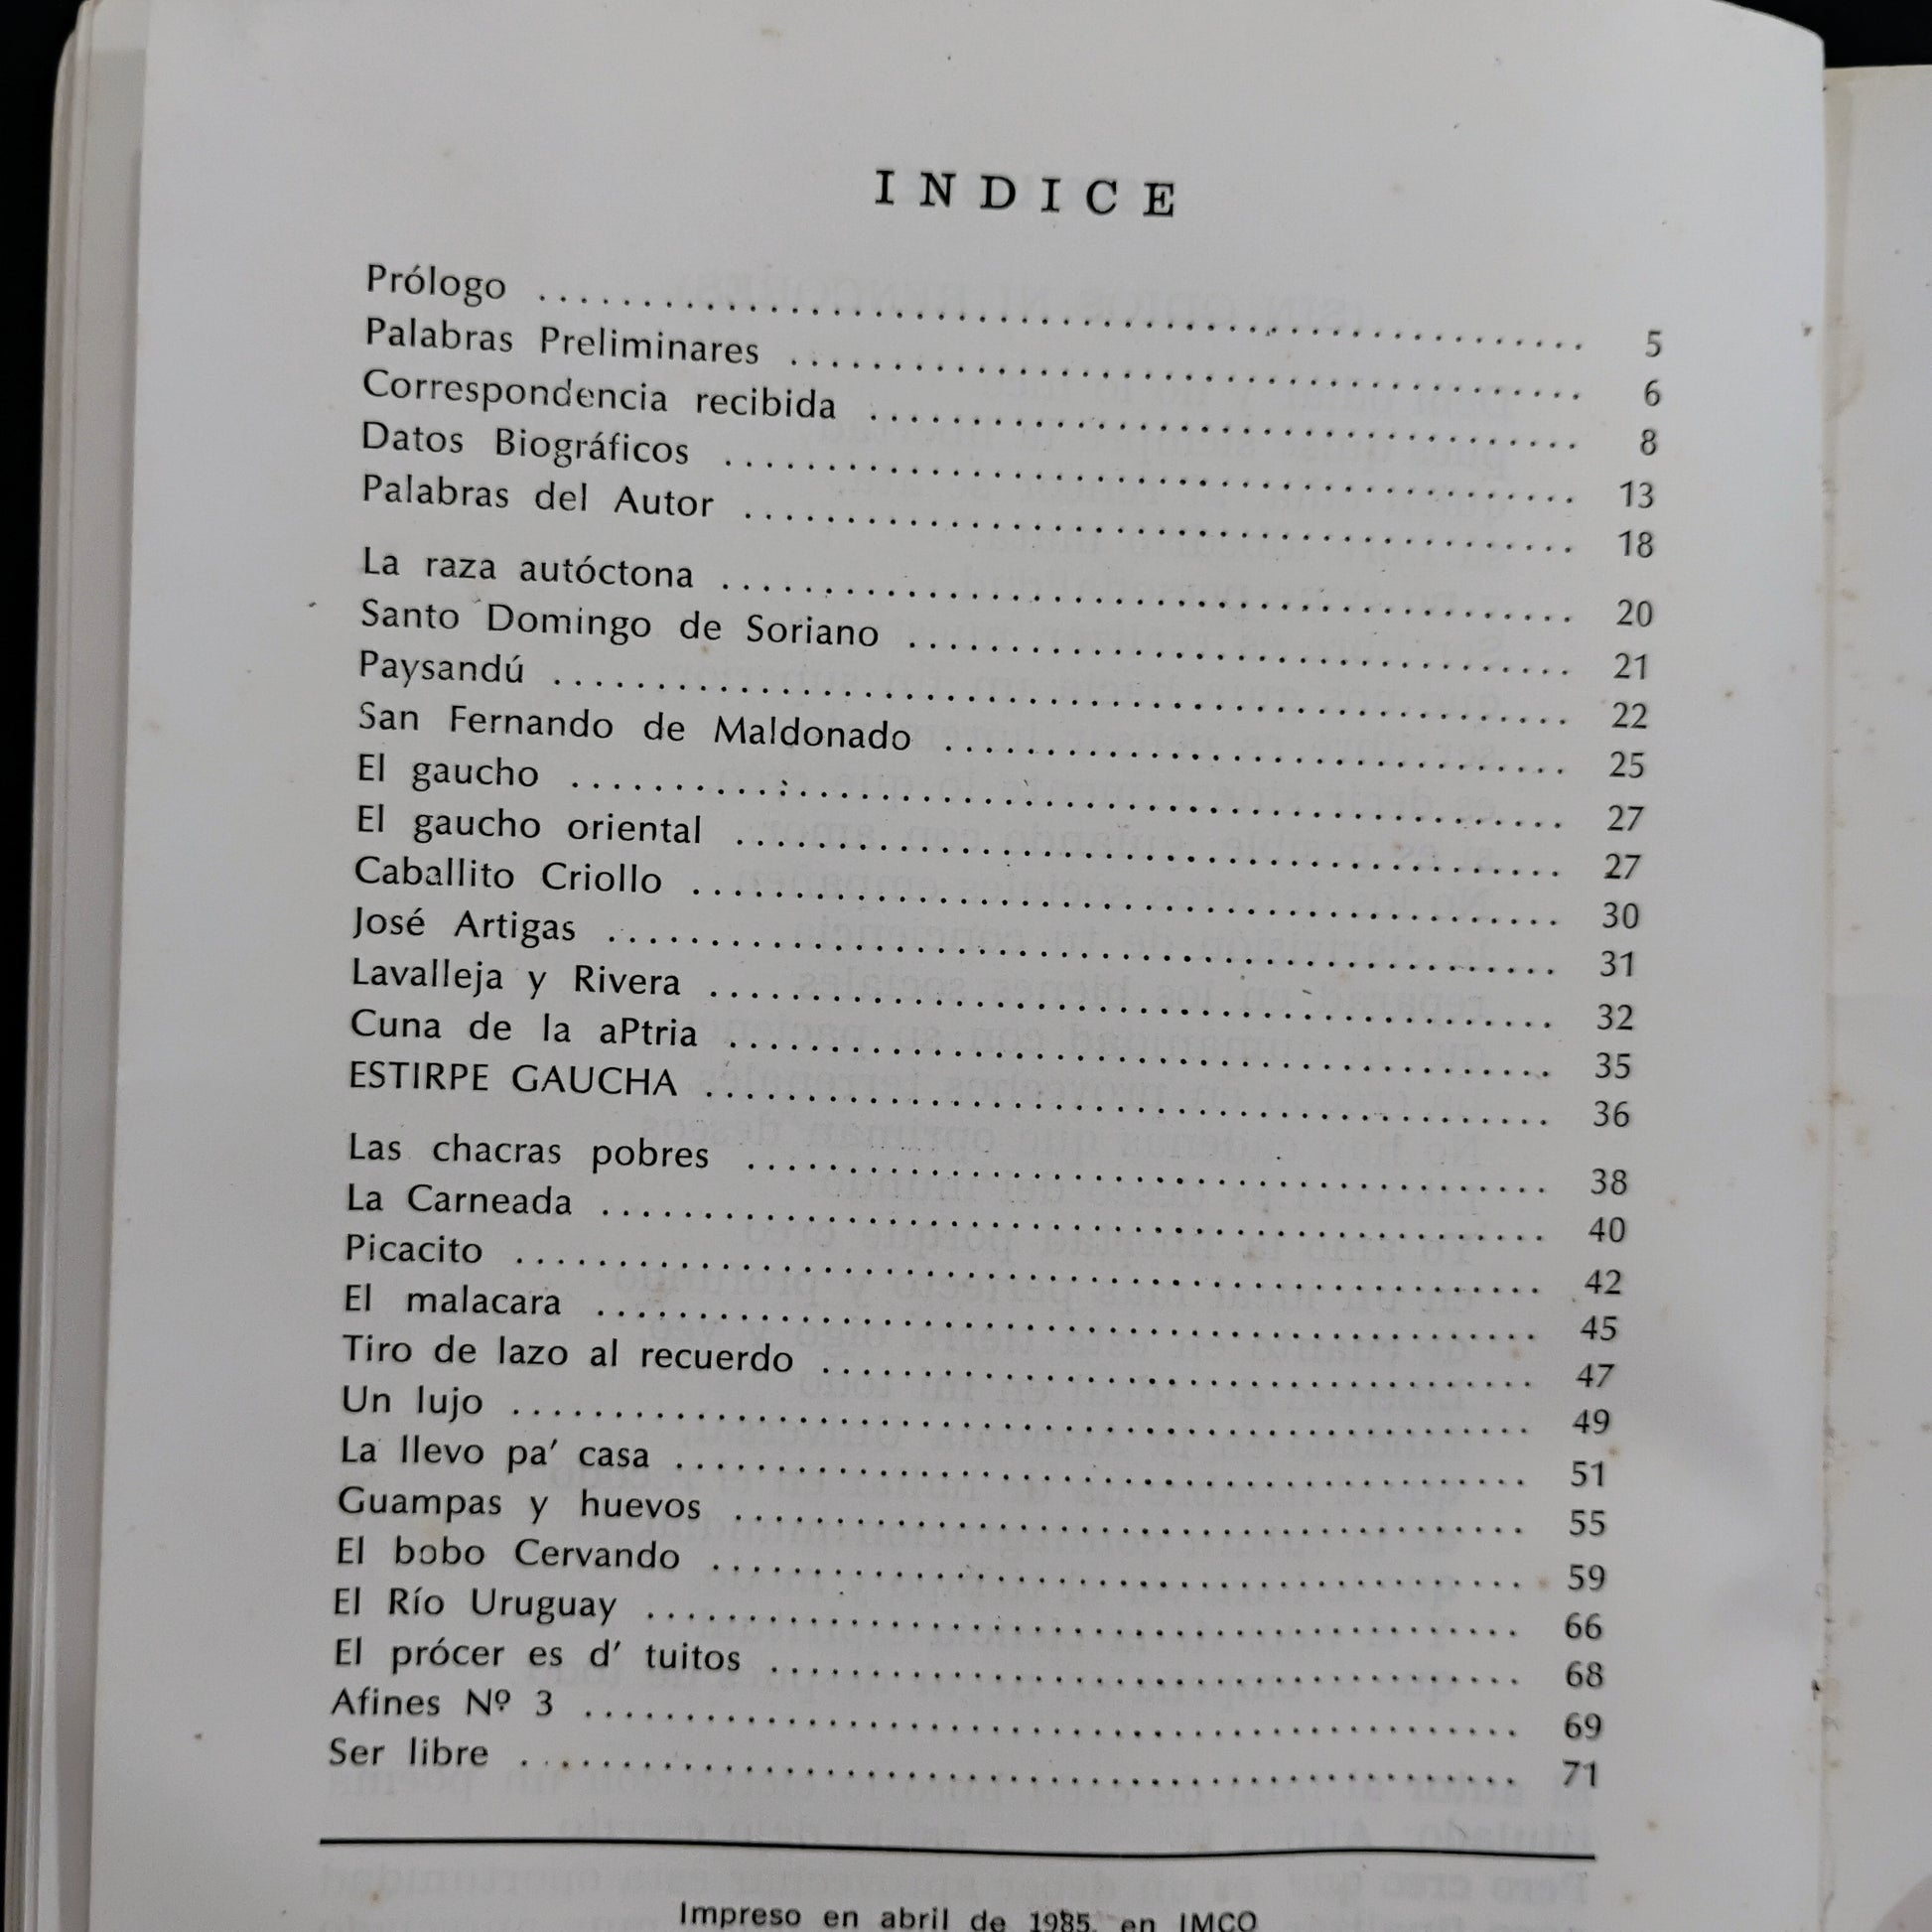 INDICE
Prólogo ........................................ 5
Palabras Preliminares ........................................ 6
Correspondencia recibida ........................................ 8
Datos Biográficos ........................................ 13
Palabras del Autor ........................................ 18
La raza autóctona ........................................ 20
Santo Domingo de Soriano ........................................ 21
Paysandú ........................................ 22
San Fernando de Maldonado ........................................ 25
El gaucho ........................................ 27
El gaucho oriental ........................................ 27
Caballito Criollo ........................................ 30
José Artigas ........................................ 31
Lavalleja y Rivera ........................................ 32
Cuna de la aPtria ........................................ 35
ESTIRPE GAUCHA ........................................ 36
Las chacras pobres ........................................ 38
La Carneada ........................................ 40
Picacito ........................................ 42
El malacara ........................................ 45
Tiro de lazo al recuerdo ........................................ 47
Un lujo ........................................ 49
La llevo pa' casa ........................................ 51
Guampas y huevos ........................................ 55
El bobo Cervando ........................................ 59
El Río Uruguay ........................................ 66
El prócer es d' tuitos ........................................ 68
Afines Nº 3 ........................................ 69
Ser libre ........................................ 71
Impreso en abril de 1985, en IMCO